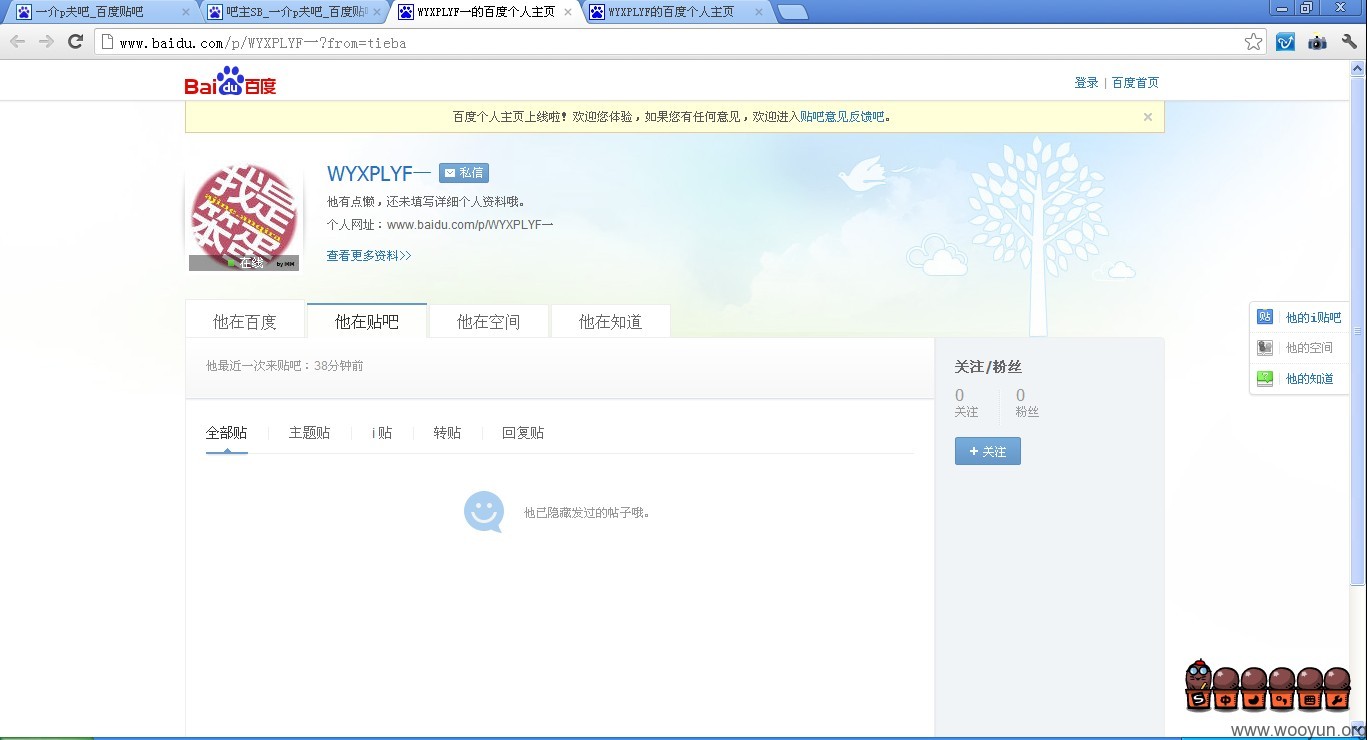 一介p夫吧_百度贴吧
吧主SB_一介p夫吧_百度贴吧
WYXPLYF一的百度个人主页
WYXPLYF的百度个人主页
www.baidu.com/p/WYXPLYF一?from=tieba
Bai du 百度
登录 | 百度首页
百度个人主页上线啦！欢迎您体验，如果您有任何意见，欢迎进入贴吧意见反馈吧。
我是笨蛋
在线
by HH
WYXPLYF一 私信
他有点懒，还未填写详细个人资料哦。
个人网址：www.baidu.com/p/WYXPLYF一
查看更多资料>>
他在百度 他在贴吧 他在空间 他在知道
贴 他的i贴吧
他的空间
他的知道
他最近一次来贴吧：38分钟前
关注/粉丝
0 0
关注 粉丝
+ 关注
全部贴 主题贴 i 贴 转贴 回复贴
他已隐藏发过的帖子哦。
S 中
www.wooyun.org